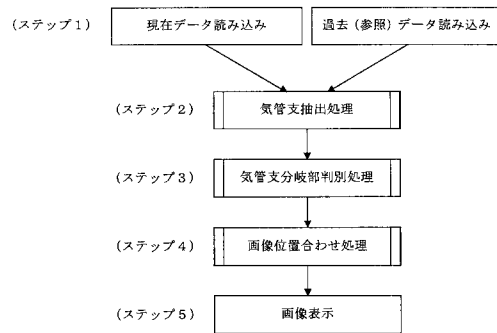 (ステップ1) 現在データ読み込み 過去(参照)データ読み込み
(ステップ2) 気管支抽出処理
(ステップ3) 気管支分岐部判別処理
(ステップ4) 画像位置合わせ処理
(ステップ5) 画像表示